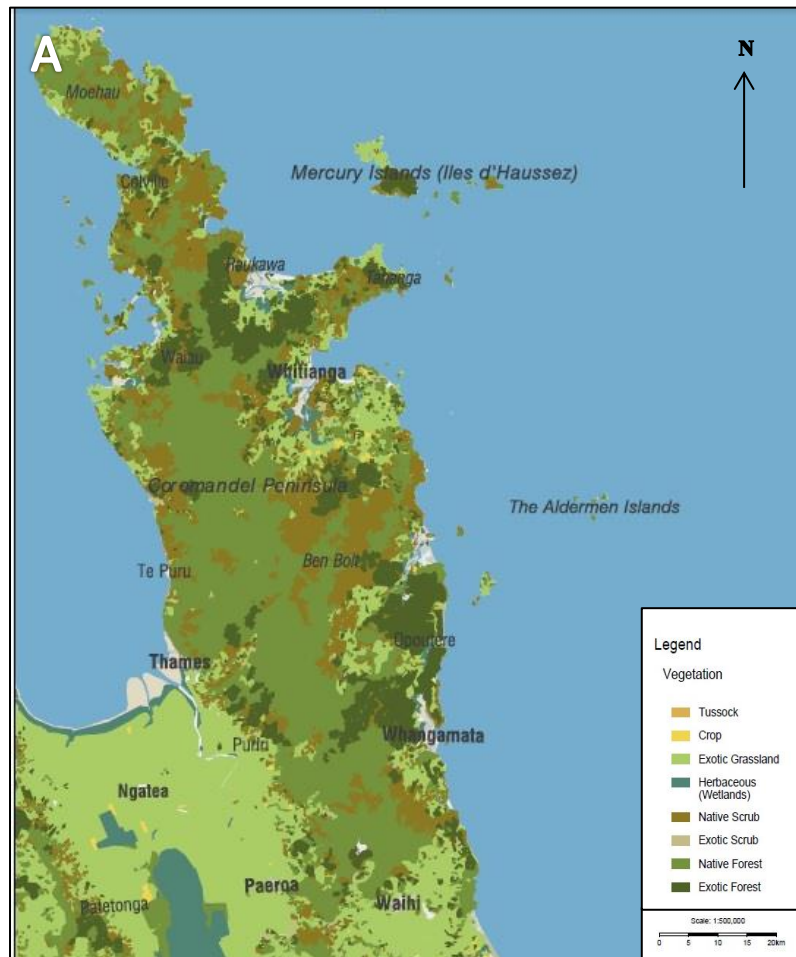 A
N
Moehau
Mercury Islands (Iles d'Haussez)
Colville
Raukawa
Tahanga
Waiau
Whitianga
Coromandel Peninsula
The Aldermen Islands
Ben Bolt
Te Puru
Opoutere
Thames
Whangamata
Puriri
Ngatea
Paeroa
Waihi
Patetonga
Legend
Vegetation
Tussock
Crop
Exotic Grassland
Herbaceous
(Wetlands)
Native Scrub
Exotic Scrub
Native Forest
Exotic Forest
Scale: 1:500,000
0 5 10 15 20km